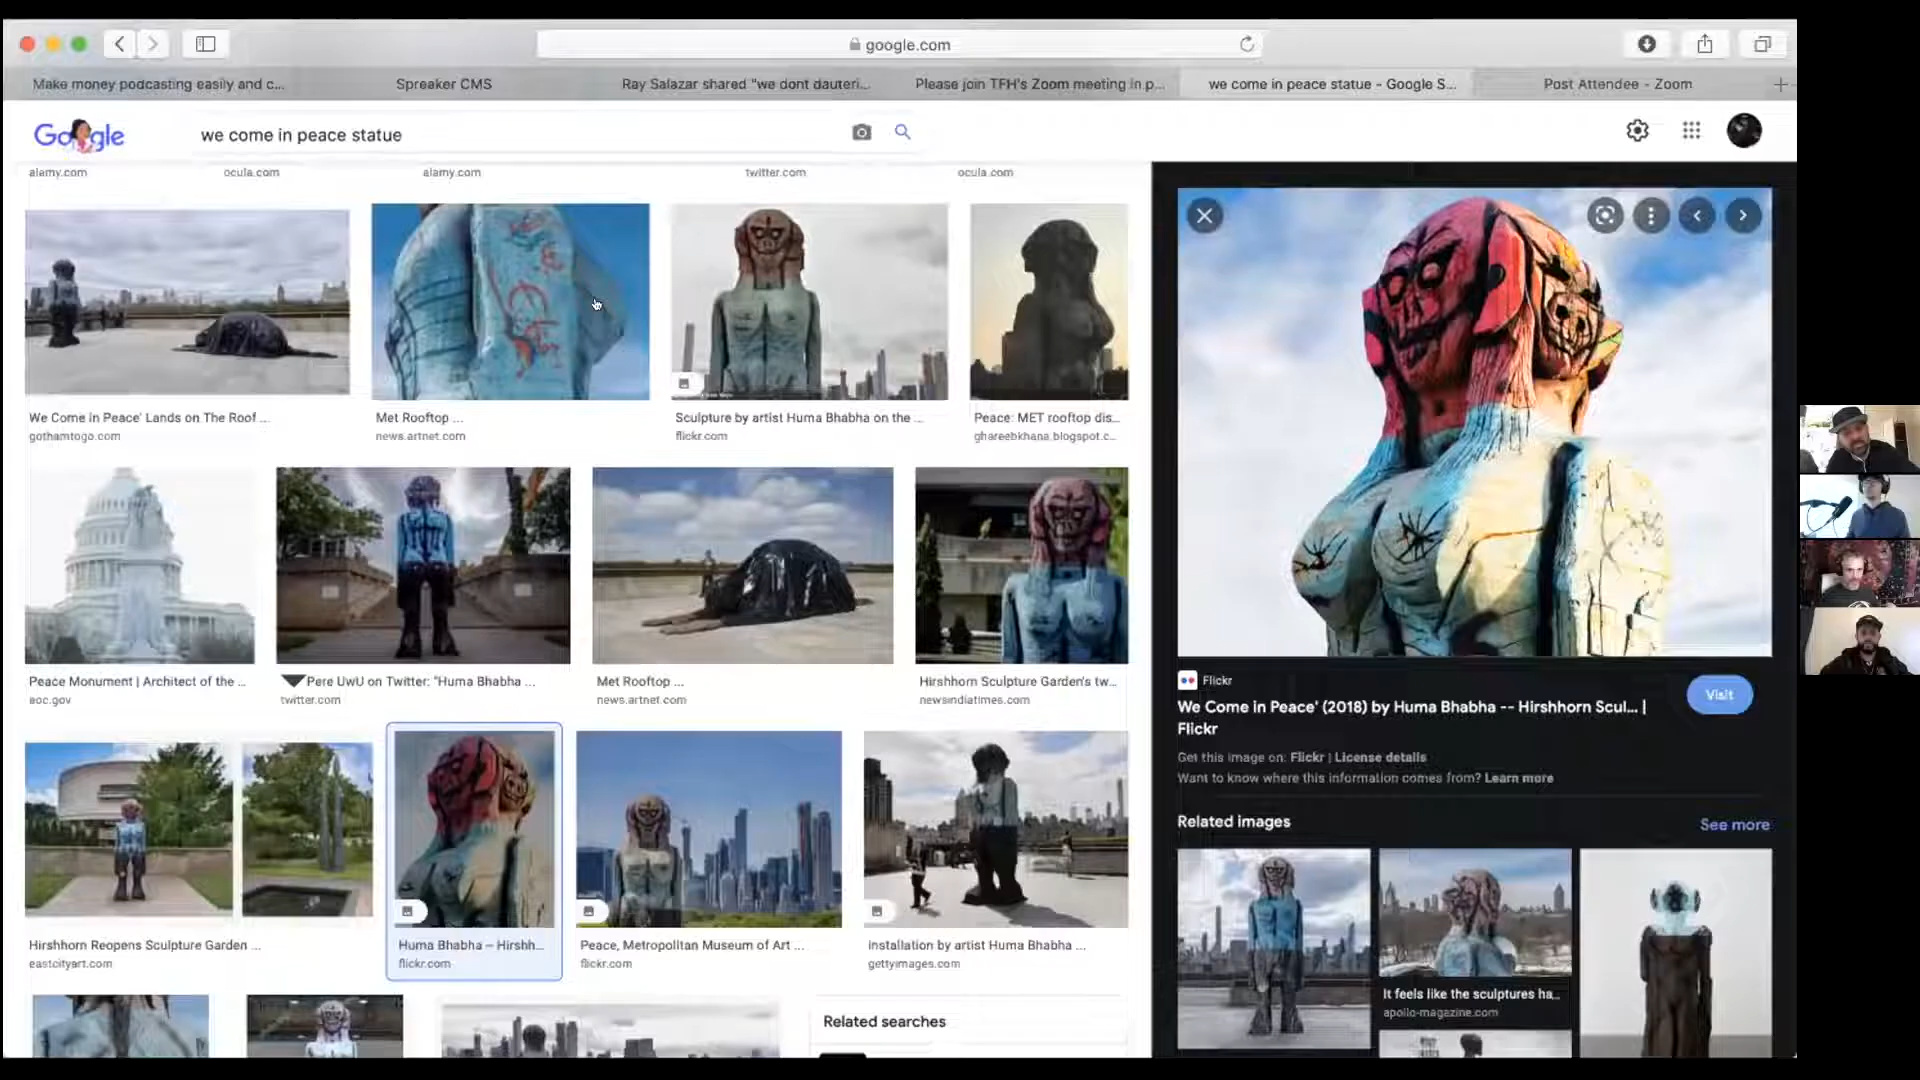 google.com
Make money podcasting easily and c...
Spreaker CMS
Ray Salazar shared "we dont dauteri...
Please join TFH's Zoom meeting in p...
we come in peace statue - Google S...
Post Attendee - Zoom
Google
we come in peace statue
alamy.com
ocula.com
alamy.com
twitter.com
ocula.com
We Come in Peace' Lands on The Roof ...
gothamtogo.com
Met Rooftop ...
news.artnet.com
Sculpture by artist Huma Bhabha on the ...
flickr.com
Peace: MET rooftop dis...
ghareebkhana.blogspot.c...
Peace Monument | Architect of the ...
aoc.gov
Pere UwU on Twitter: "Huma Bhabha ...
twitter.com
Met Rooftop ...
news.artnet.com
Hirshhorn Sculpture Garden's tw...
newsindiatimes.com
Hirshhorn Reopens Sculpture Garden ...
eastcityart.com
Huma Bhabha – Hirshh...
flickr.com
Peace, Metropolitan Museum of Art ...
flickr.com
installation by artist Huma Bhabha ...
gettyimages.com
Related searches
Flickr
We Come in Peace' (2018) by Huma Bhabha -- Hirshhorn Scul... |
Flickr
Visit
Get this image on: Flickr | License details
Want to know where this information comes from? Learn more
Related images
See more
It feels like the sculptures ha...
apollo-magazine.com